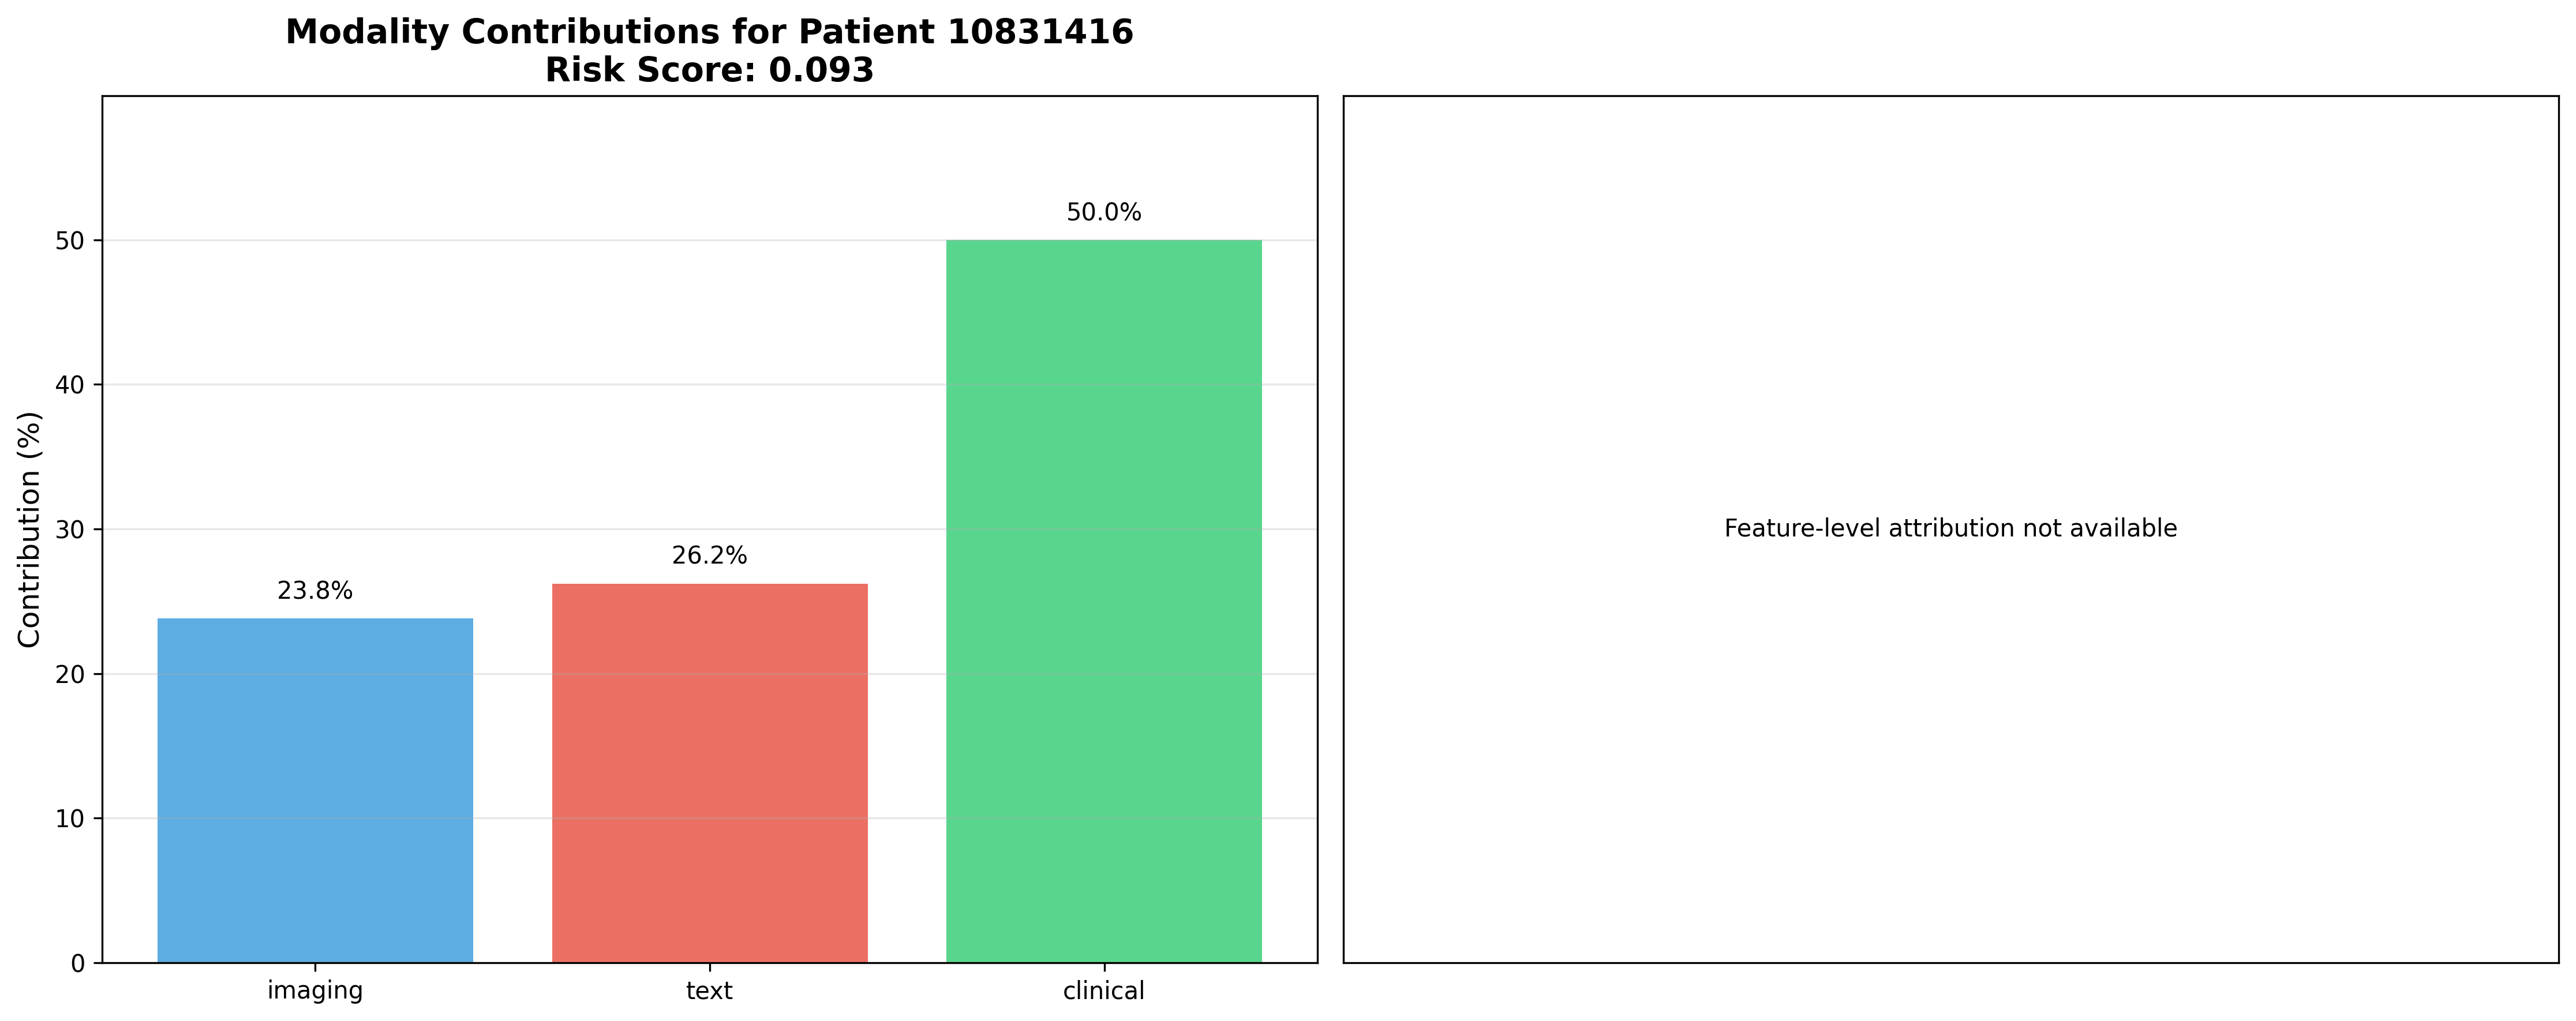 Modality Contributions for Patient 10831416
Risk Score: 0.093
Contribution (%)
50
40
30
20
10
0
23.8%
26.2%
50.0%
imaging
text
clinical
Feature-level attribution not available